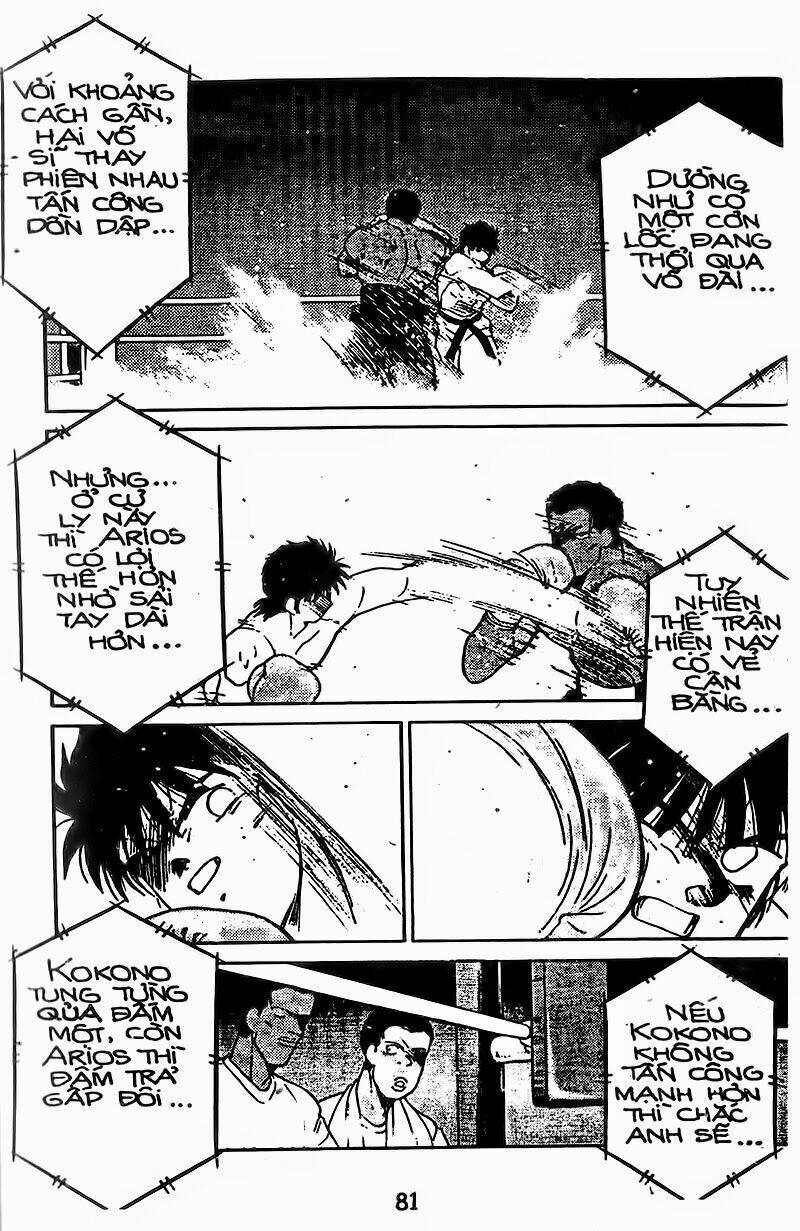 VỚI KHOẢNG
CÁCH GẦN,
HAI VÕ
SĨ THAY
PHIÊN NHAU
TẤN CÔNG
DỒN DẬP...
DƯỜNG
NHƯ CÓ
MỘT CƠN
LỐC ĐANG
THỔI QUA
VÕ ĐÀI...
NHƯNG...
Ở CỰ
LY NÀY
THÌ ARIOS
CÓ LỢI
THẾ HƠN
NHỜ SẢI
TAY DÀI
HƠN...
TUY
NHIÊN
THẾ TRẬN
HIỆN NAY
CÓ VẺ
CÂN
BẰNG...
KOKONO
TUNG TỪNG
QUẢ ĐẤM
MỘT, CÒN
ARIOS THÌ
ĐẤM TRẢ
GẤP ĐÔI...
NẾU
KOKONO
KHÔNG
TẤN CÔNG
MẠNH HƠN
THÌ CHẮC
ANH SẼ...
81